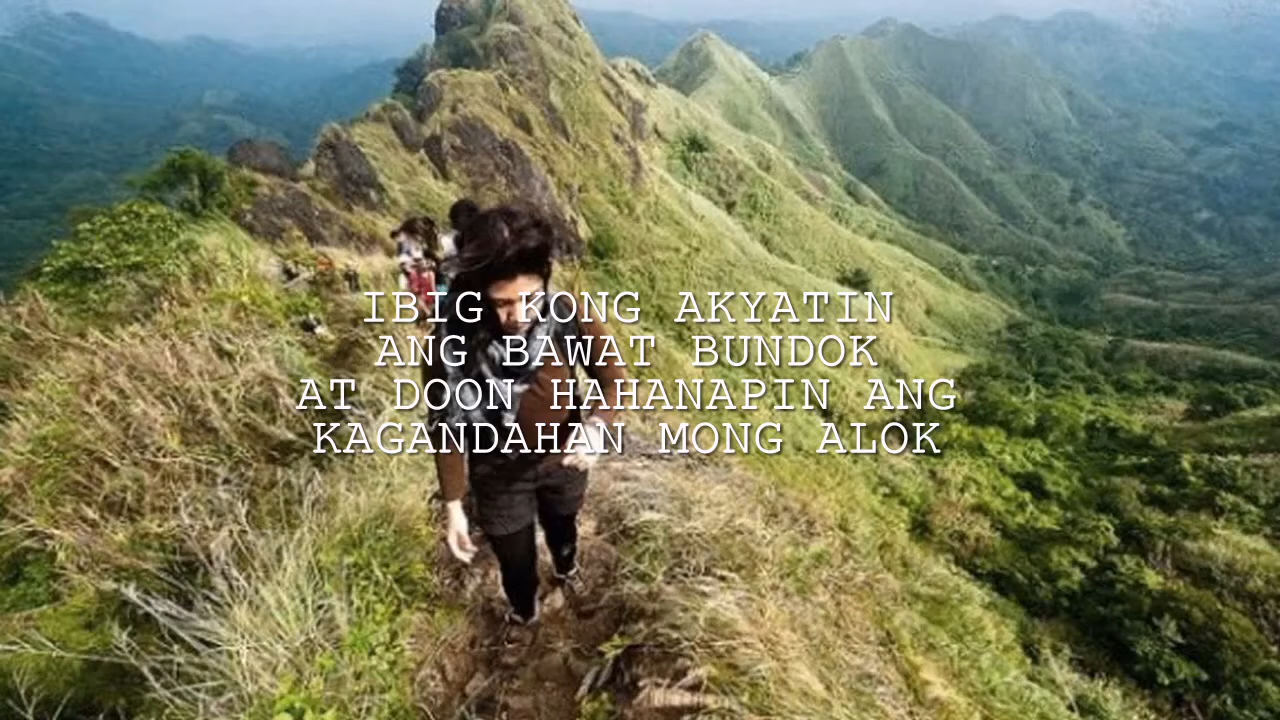 IBIG KONG AKYATIN
ANG BAWAT BUNDOK
AT DOON HAHANAPIN ANG
KAGANDAHAN MONG ALOK